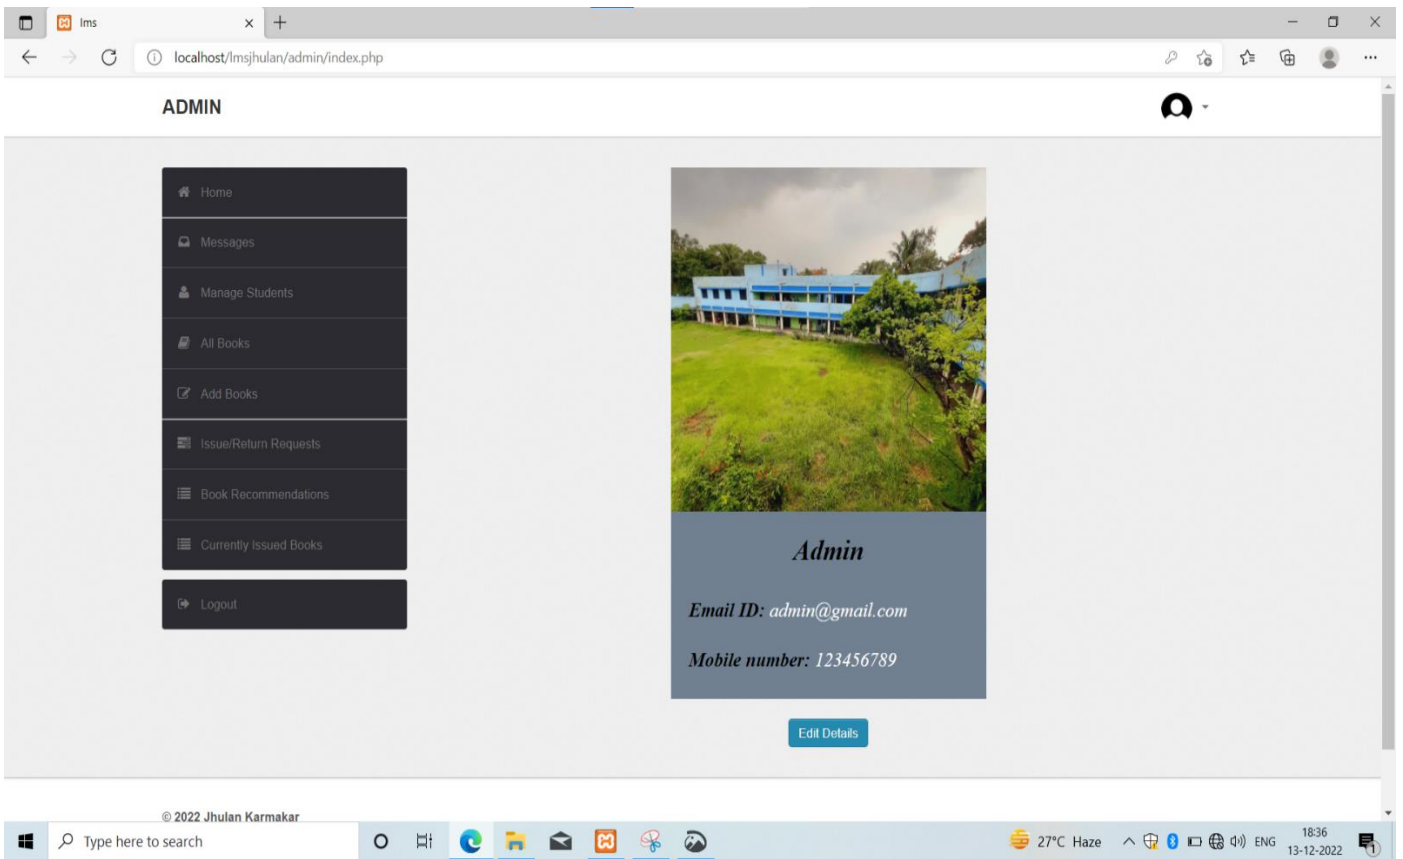 lms
localhost/lmsjhulan/admin/index.php
ADMIN
Home
Messages
Manage Students
All Books
Add Books
Issue/Return Requests
Book Recommendations
Currently Issued Books
Logout
Admin
Email ID: admin@gmail.com
Mobile number: 123456789
Edit Details
© 2022 Jhulan Karmakar
Type here to search
27°C Haze
ENG
18:36
13-12-2022
1